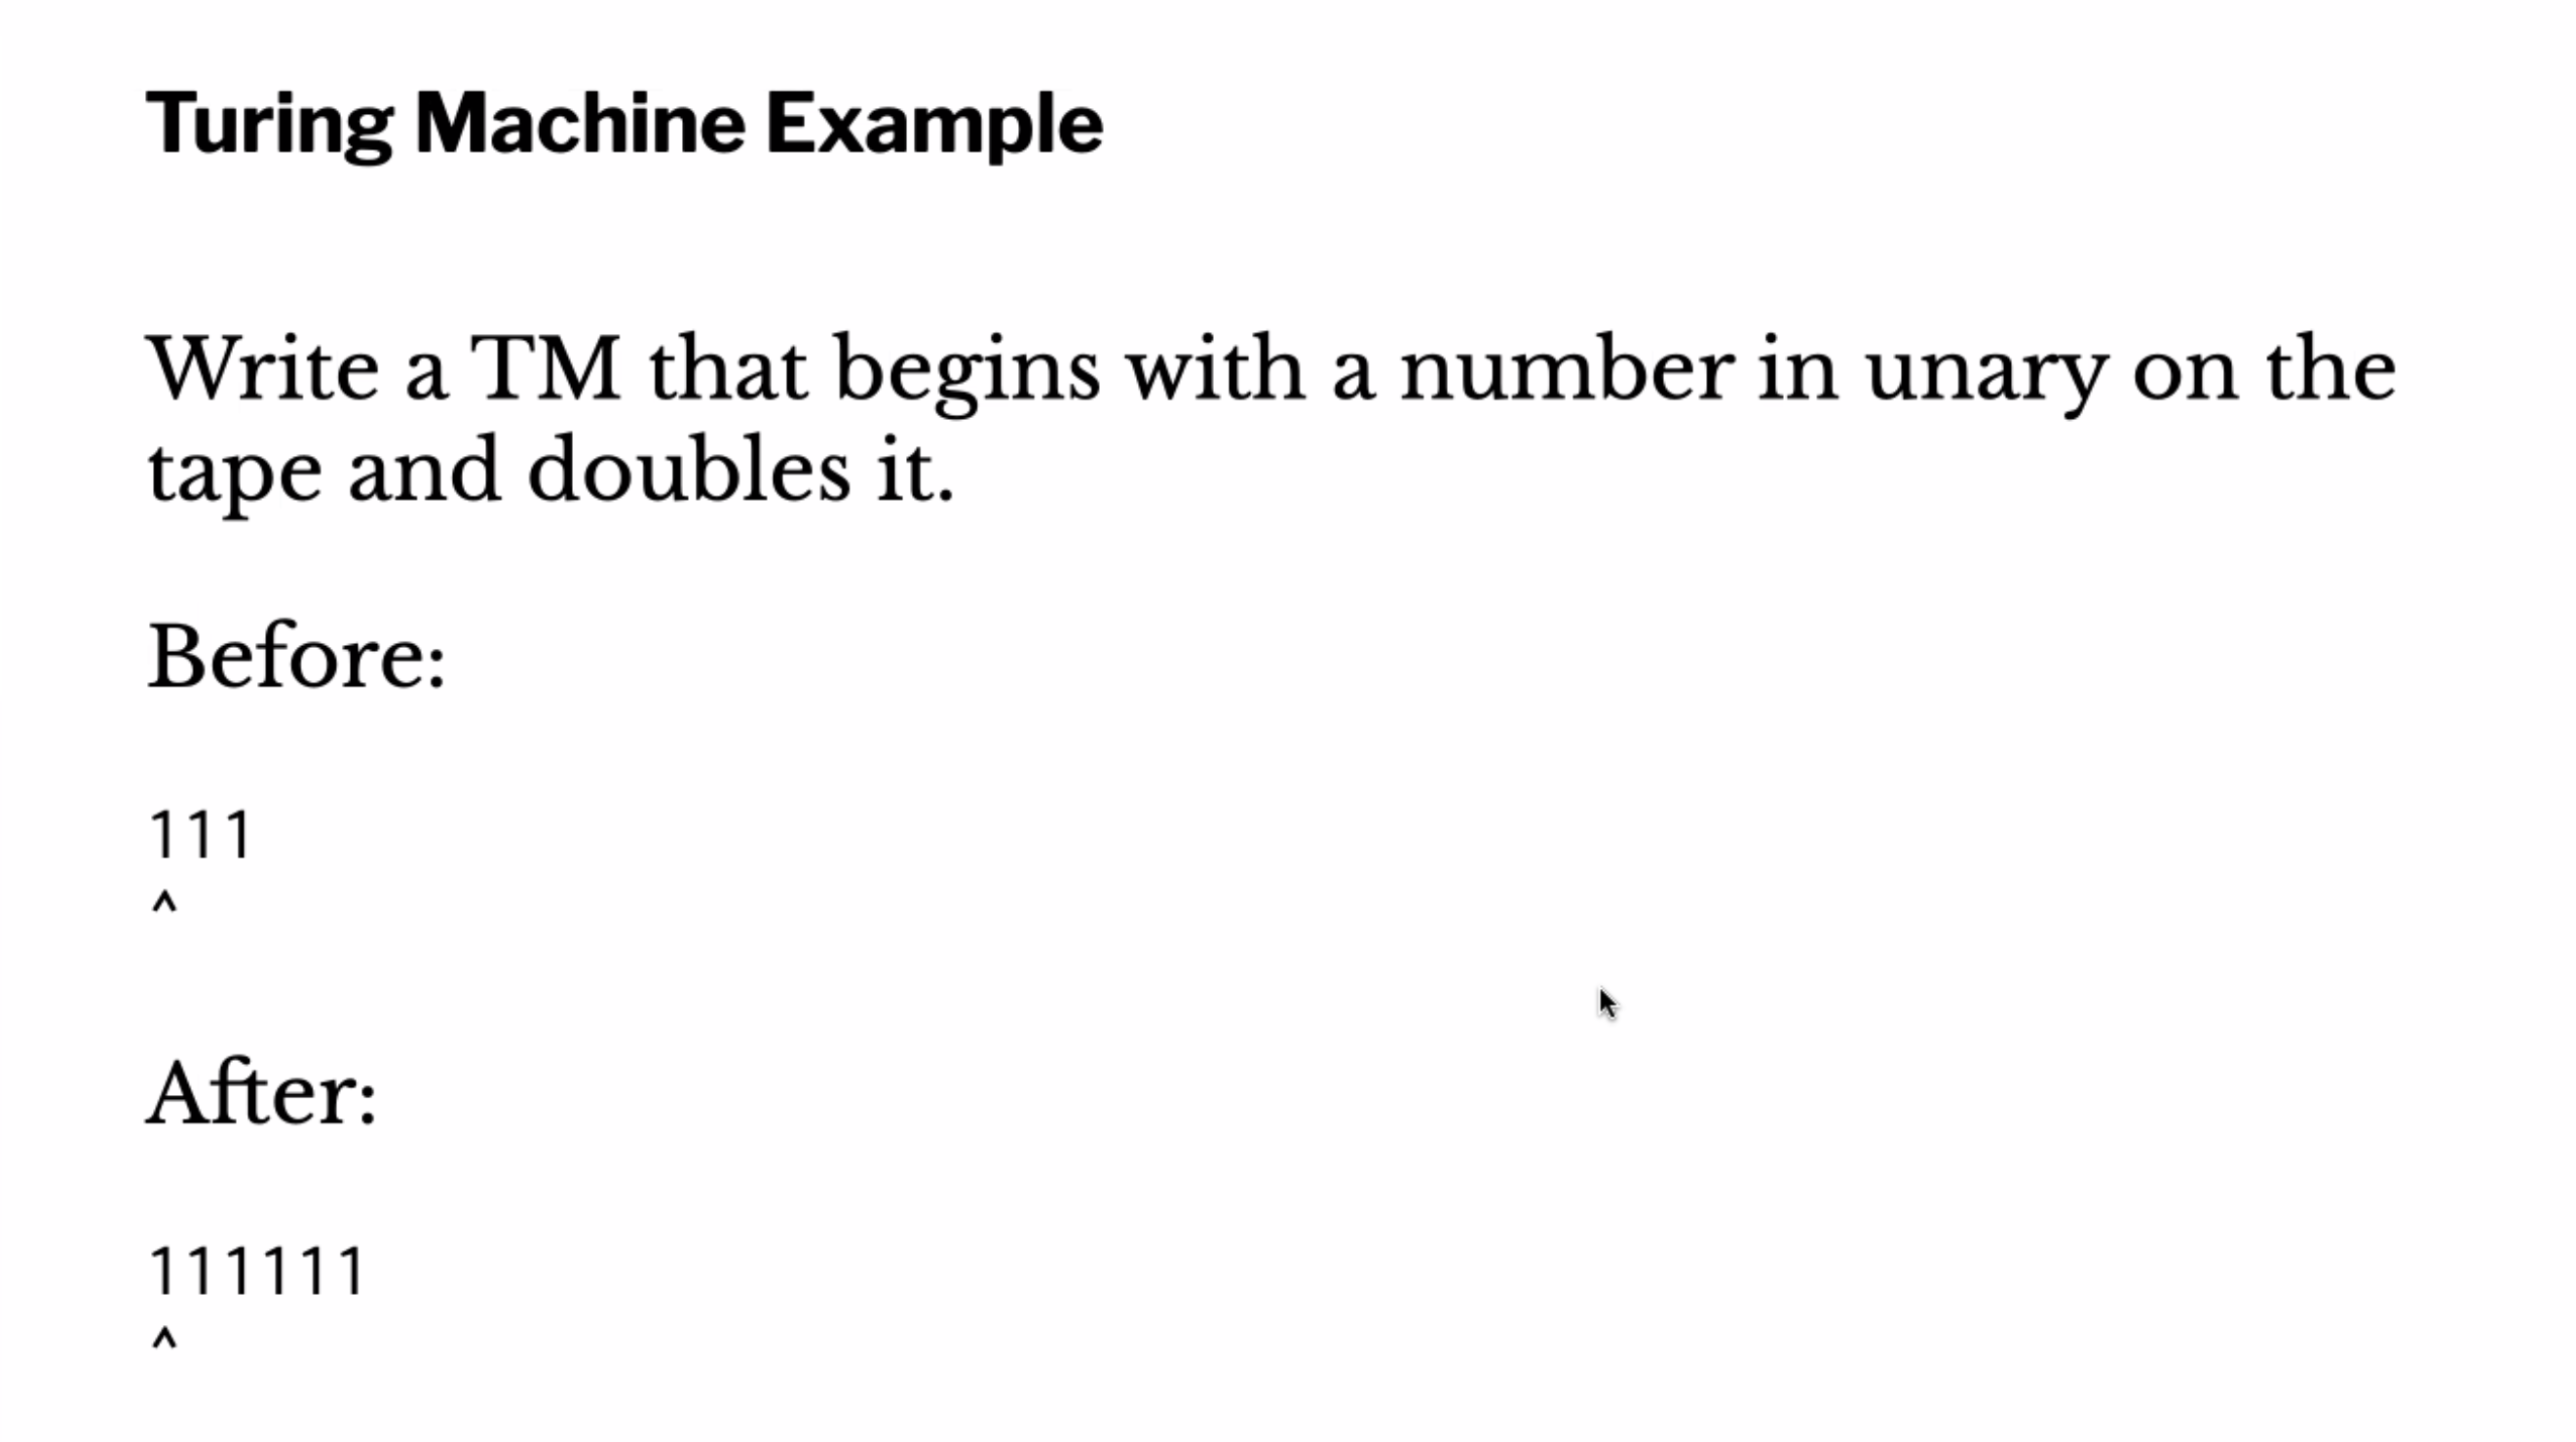 Turing Machine Example
Write a TM that begins with a number in unary on the
tape and doubles it.
Before:
111
^
After:
111111
^